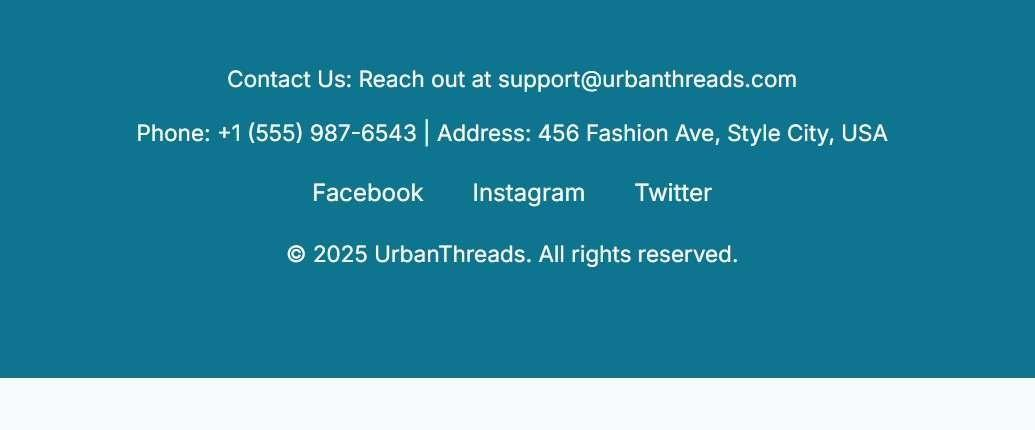 Contact Us: Reach out at support@urbanthreads.com
Phone: +1 (555) 987-6543 | Address: 456 Fashion Ave, Style City, USA
Facebook Instagram Twitter
© 2025 UrbanThreads. All rights reserved.